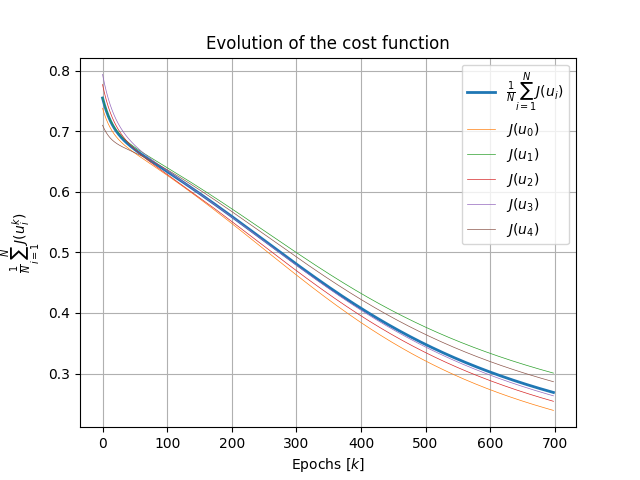 Evolution of the cost function
0.8
0.7
0.6
0.5
0.4
0.3
0 100 200 300 400 500 600 700
Epochs [k]
1/N ∑_{i=1}^{N} J(u_i^k)
1/N ∑_{i=1}^{N} J(u_i)
J(u_0)
J(u_1)
J(u_2)
J(u_3)
J(u_4)